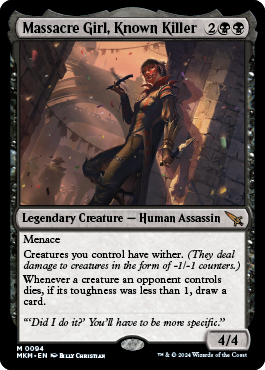 Massacre Girl, Known Killer 2
Legendary Creature — Human Assassin
Menace
Creatures you control have wither. (They deal
damage to creatures in the form of -1/-1 counters.)
Whenever a creature an opponent controls
dies, if its toughness was less than 1, draw a
card.
“‘Did I do it?’ You’ll have to be more specific.”
4/4
M 0094
MKM • EN Billy Christian
™ & © 2024 Wizards of the Coast